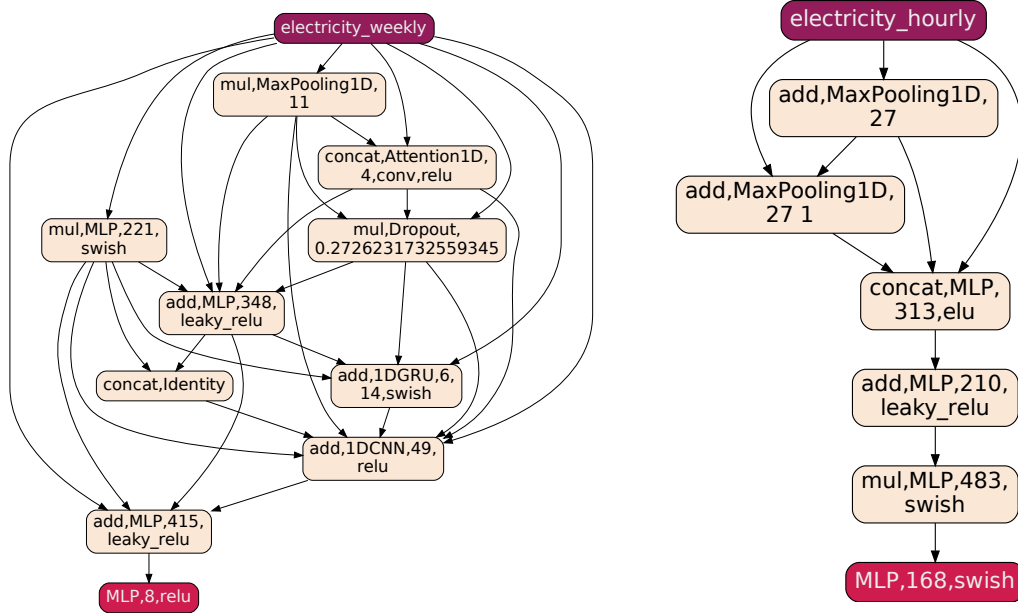 electricity_weekly
mul,MaxPooling1D,
11
concat,Attention1D,
4,conv,relu
mul,MLP,221,
swish
mul,Dropout,
0.2726231732559345
add,MLP,348,
leaky_relu
concat,Identity
add,1DGRU,6,
14,swish
add,1DCNN,49,
relu
add,MLP,415,
leaky_relu
MLP,8,relu
electricity_hourly
add,MaxPooling1D,
27
add,MaxPooling1D,
27 1
concat,MLP,
313,elu
add,MLP,210,
leaky_relu
mul,MLP,483,
swish
MLP,168,swish